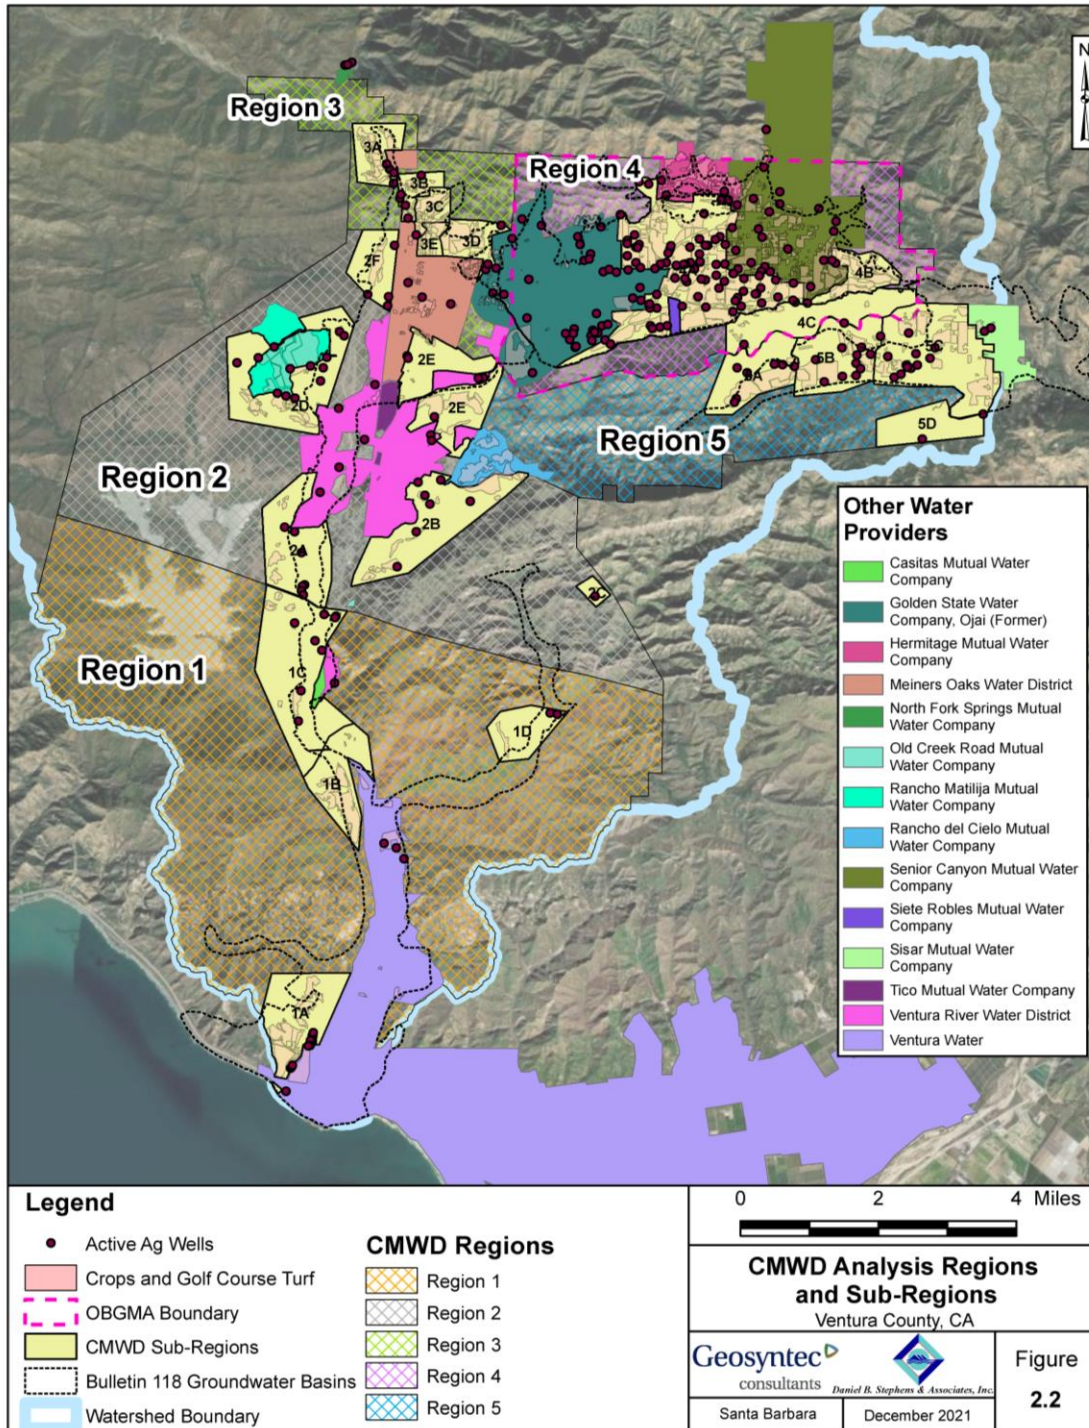 N
Region 3
3A
3B
3C
3E
3D
Region 4
2F
4B
4C
2E
5B
5C
2D
2E
5D
Region 5
Region 2
2B
2A
2C
Region 1
1C
1D
1B
1A
Other Water
Providers
Casitas Mutual Water
Company
Golden State Water
Company, Ojai (Former)
Hermitage Mutual Water
Company
Meiners Oaks Water District
North Fork Springs Mutual
Water Company
Old Creek Road Mutual
Water Company
Rancho Matilija Mutual
Water Company
Rancho del Cielo Mutual
Water Company
Senior Canyon Mutual Water
Company
Siete Robles Mutual Water
Company
Sisar Mutual Water
Company
Tico Mutual Water Company
Ventura River Water District
Ventura Water
Legend
Active Ag Wells
Crops and Golf Course Turf
OBGMA Boundary
CMWD Sub-Regions
Bulletin 118 Groundwater Basins
Watershed Boundary
CMWD Regions
Region 1
Region 2
Region 3
Region 4
Region 5
0 2 4 Miles
CMWD Analysis Regions
and Sub-Regions
Ventura County, CA
Geosyntec
consultants
Daniel B. Stephens & Associates, Inc.
Santa Barbara
December 2021
Figure
2.2